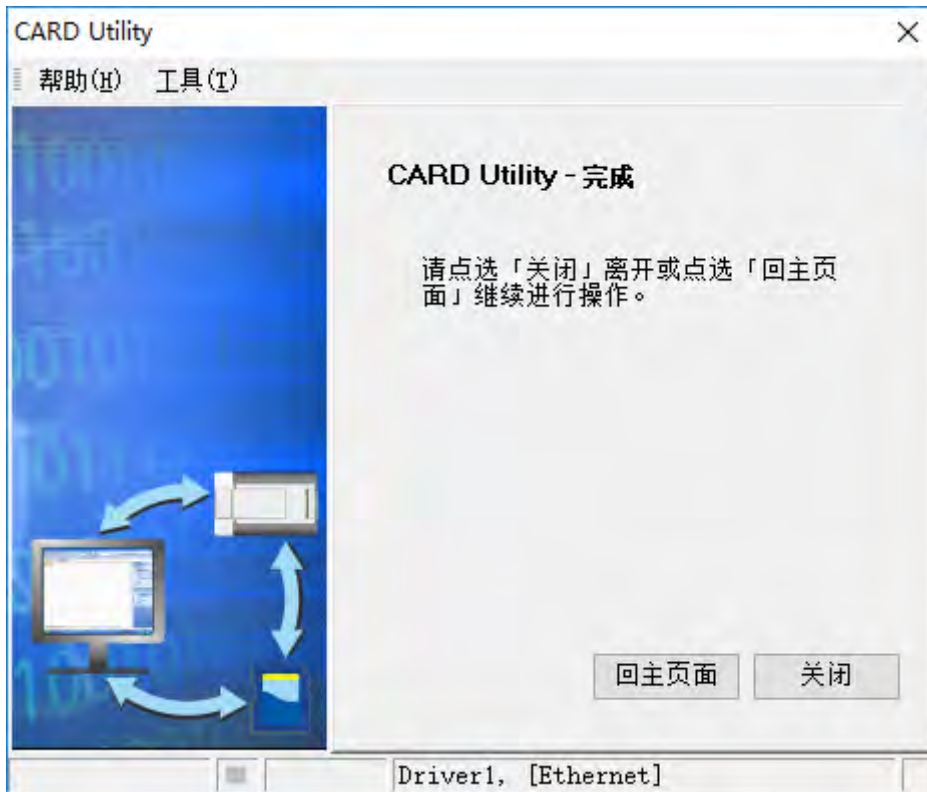 CARD Utility
帮助(H) 工具(T)
CARD Utility - 完成
请点选「关闭」离开或点选「回主页
面」继续进行操作。
回主页面 关闭
Driver1, [Ethernet]